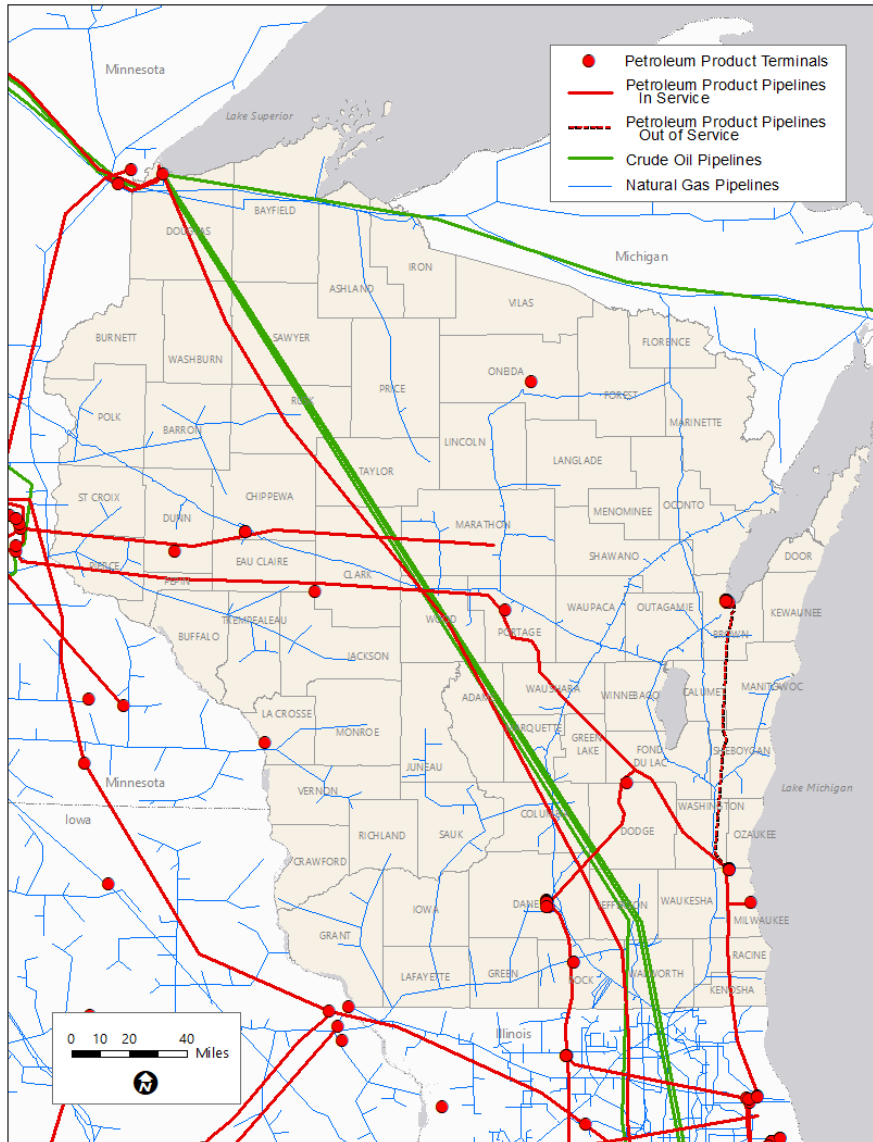 Minnesota
Lake Superior
Petroleum Product Terminals
Petroleum Product Pipelines
In Service
Petroleum Product Pipelines
Out of Service
Crude Oil Pipelines
Natural Gas Pipelines
BAYFIELD
DOUGLAS
Michigan
IRON
ASHLAND
VILAS
BURNETT
SAWYER
FLORENCE
WASHBURN
ONEIDA
PRICE
FOREST
RUSK
POLK
MARINETTE
BARRON
LINCOLN
LANGLADE
TAYLOR
ST CROIX
CHIPPEWA
OCONTO
MENOMINEE
DUNN
MARATHON
DOOR
SHAWANO
EAU CLAIRE
PIERCE
CLARK
PEPIN
WAUPACA
OUTAGAMIE
KEWAUNEE
TREMPEALEAU
WOOD
PORTAGE
BROWN
BUFFALO
JACKSON
WAUSHARA
MANITOWOC
ADAMS
WINNEBAGO
CALUMET
LA CROSSE
MARQUETTE
MONROE
GREEN
LAKE
FOND
DU LAC
SHEBOYGAN
JUNEAU
Minnesota
VERNON
Lake Michigan
WASHINGTON
Iowa
COLUMBIA
RICHLAND
SAUK
DODGE
OZAUKEE
CRAWFORD
DANE
JEFFERSON
WAUKESHA
IOWA
MILWAUKEE
GRANT
RACINE
LAFAYETTE
GREEN
ROCK
WALWORTH
KENOSHA
Illinois
0 10 20 40
Miles
N